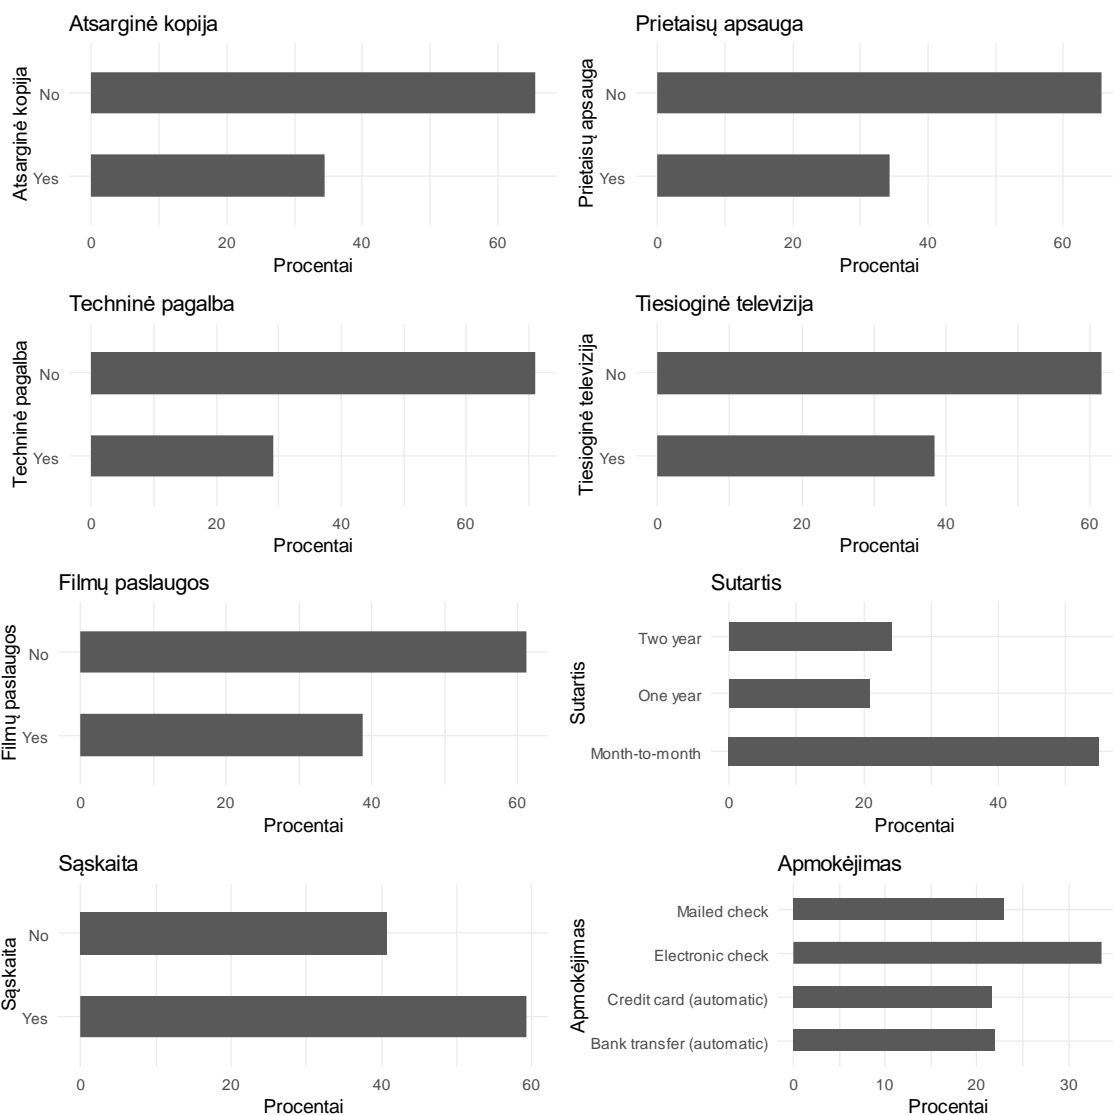 Atsarginė kopija
Atsarginė kopija
No
Yes
0 20 40 60
Procentai
Prietaisų apsauga
Prietaisų apsauga
No
Yes
0 20 40 60
Procentai
Techninė pagalba
Techninė pagalba
No
Yes
0 20 40 60
Procentai
Tiesioginė televizija
Tiesioginė televizija
No
Yes
0 20 40 60
Procentai
Filmų paslaugos
Filmų paslaugos
No
Yes
0 20 40 60
Procentai
Sutartis
Sutartis
Two year
One year
Month-to-month
0 20 40
Procentai
Sąskaita
Sąskaita
No
Yes
0 20 40 60
Procentai
Apmokėjimas
Apmokėjimas
Mailed check
Electronic check
Credit card (automatic)
Bank transfer (automatic)
0 10 20 30
Procentai